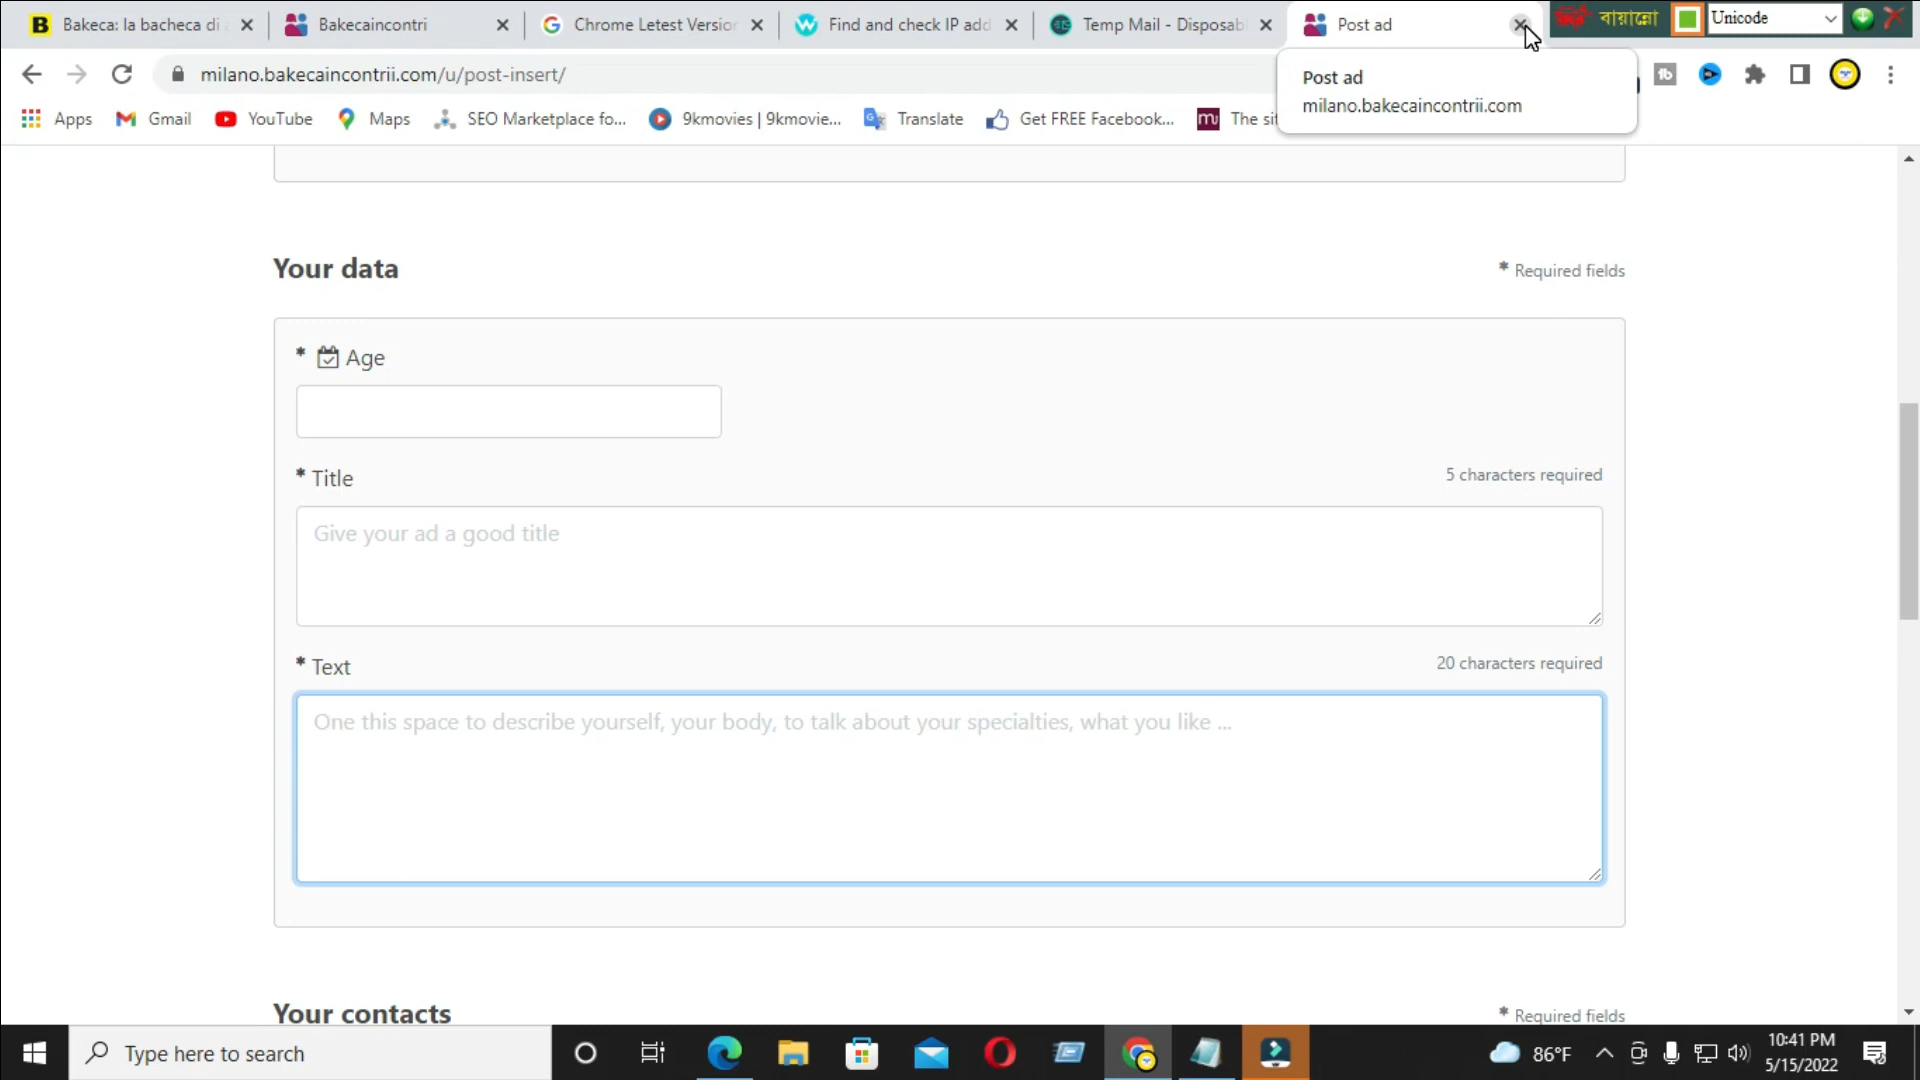 Bakeca: la bacheca di
Bakecaincontri
Chrome Letest Version
Find and check IP add
Temp Mail - Disposabl
Post ad
বায়ান্নো
Unicode
milano.bakecaincontrii.com/u/post-insert/
Post ad
milano.bakecaincontrii.com
Apps
Gmail
YouTube
Maps
SEO Marketplace fo...
9kmovies | 9kmovie...
Translate
Get FREE Facebook...
The sit
Your data
* Required fields
* Age
* Title
5 characters required
Give your ad a good title
* Text
20 characters required
One this space to describe yourself, your body, to talk about your specialties, what you like ...
Your contacts
* Required fields
Type here to search
86°F
10:41 PM
5/15/2022